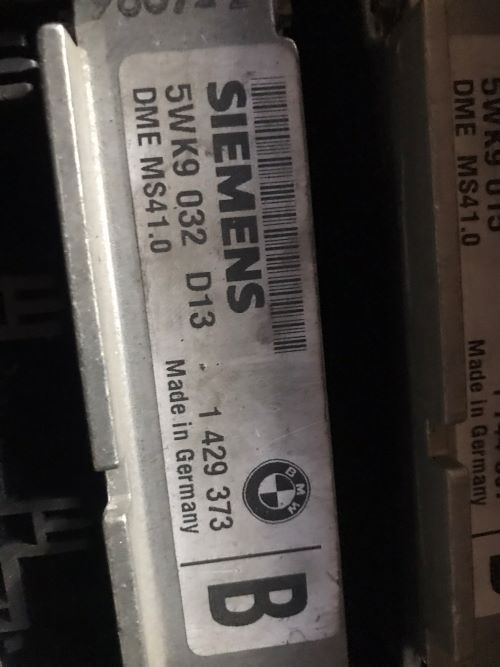 SIEMENS
5WK9 032 D13 . 1 429 373
DME MS41.0
Made in Germany
BMW
B
5WK9 015
DME MS41.0
Made in Germany